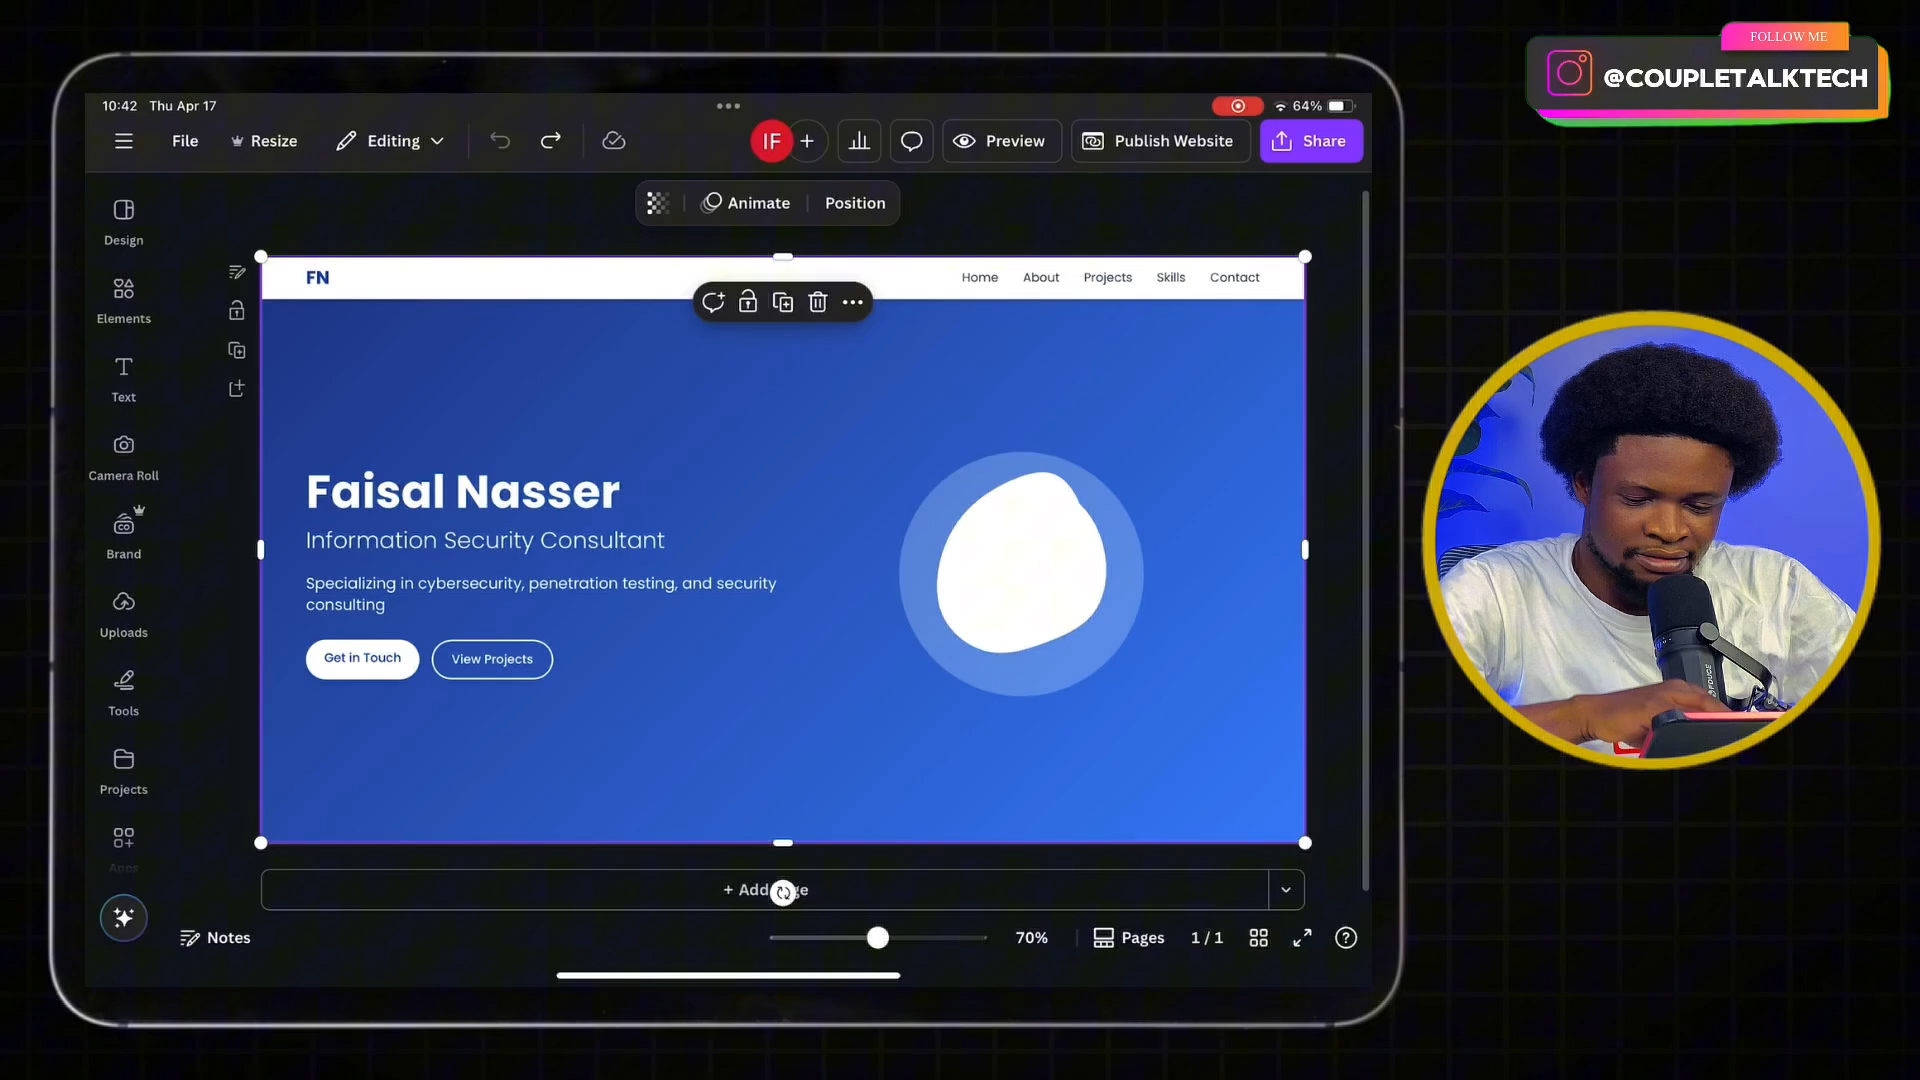 FOLLOW ME
@COUPLETALKTECH
10:42 Thu Apr 17
64%
File
Resize
Editing
IF
Preview
Publish Website
Share
Animate
Position
Design
Elements
Text
Camera Roll
Brand
Uploads
Tools
Projects
Apps
FN
Home
About
Projects
Skills
Contact
Faisal Nasser
Information Security Consultant
Specializing in cybersecurity, penetration testing, and security
consulting
Get in Touch
View Projects
+ Add
Notes
70%
Pages
1 / 1